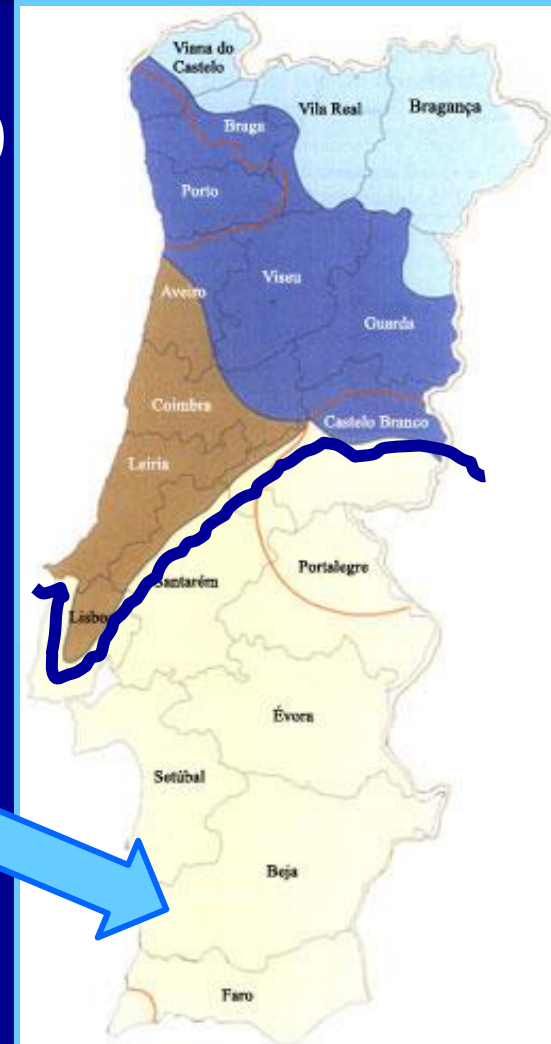 Viana do
Castelo
Vila Real
Bragança
Braga
Porto
Aveiro
Viseu
Guarda
Coimbra
Castelo Branco
Leiria
Santarém
Portalegre
Lisbo
Évora
Setúbal
Beja
Faro